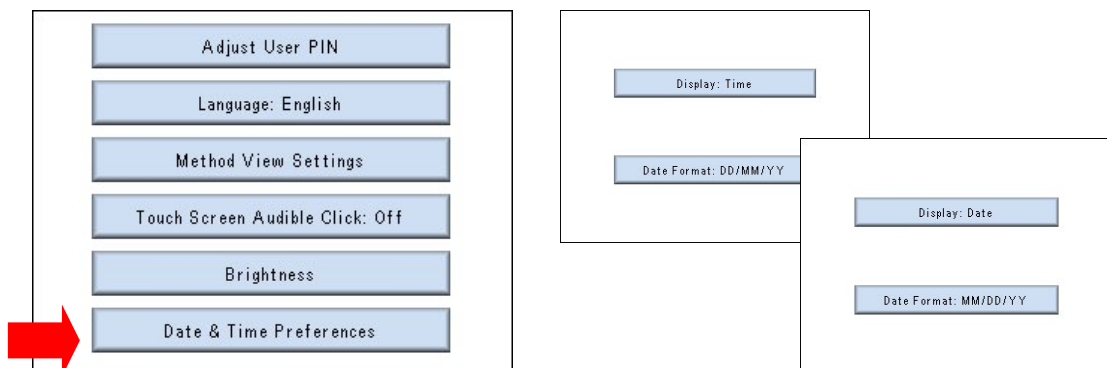 Adjust User PIN
Language: English
Method View Settings
Touch Screen Audible Click: Off
Brightness
Date & Time Preferences
Display: Time
Date Format: DD/MM/YY
Display: Date
Date Format: MM/DD/YY